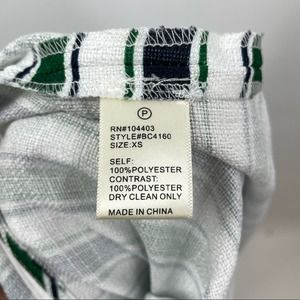 P
RN#104403
STYLE#BC4160
SIZE:XS
SELF:
100%POLYESTER
CONTRAST:
100%POLYESTER
DRY CLEAN ONLY
MADE IN CHINA